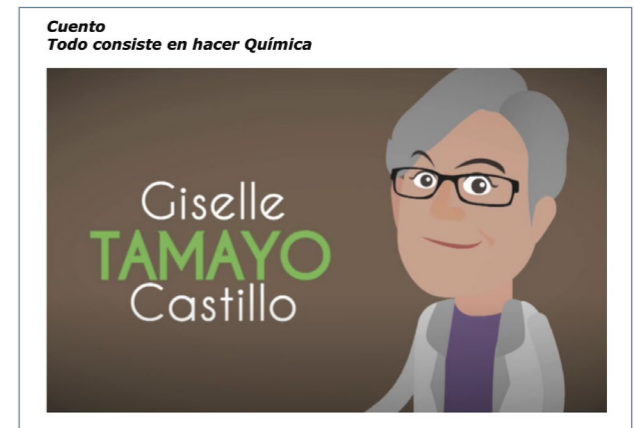 Cuento
Todo consiste en hacer Química
Giselle
TAMAYO
Castillo